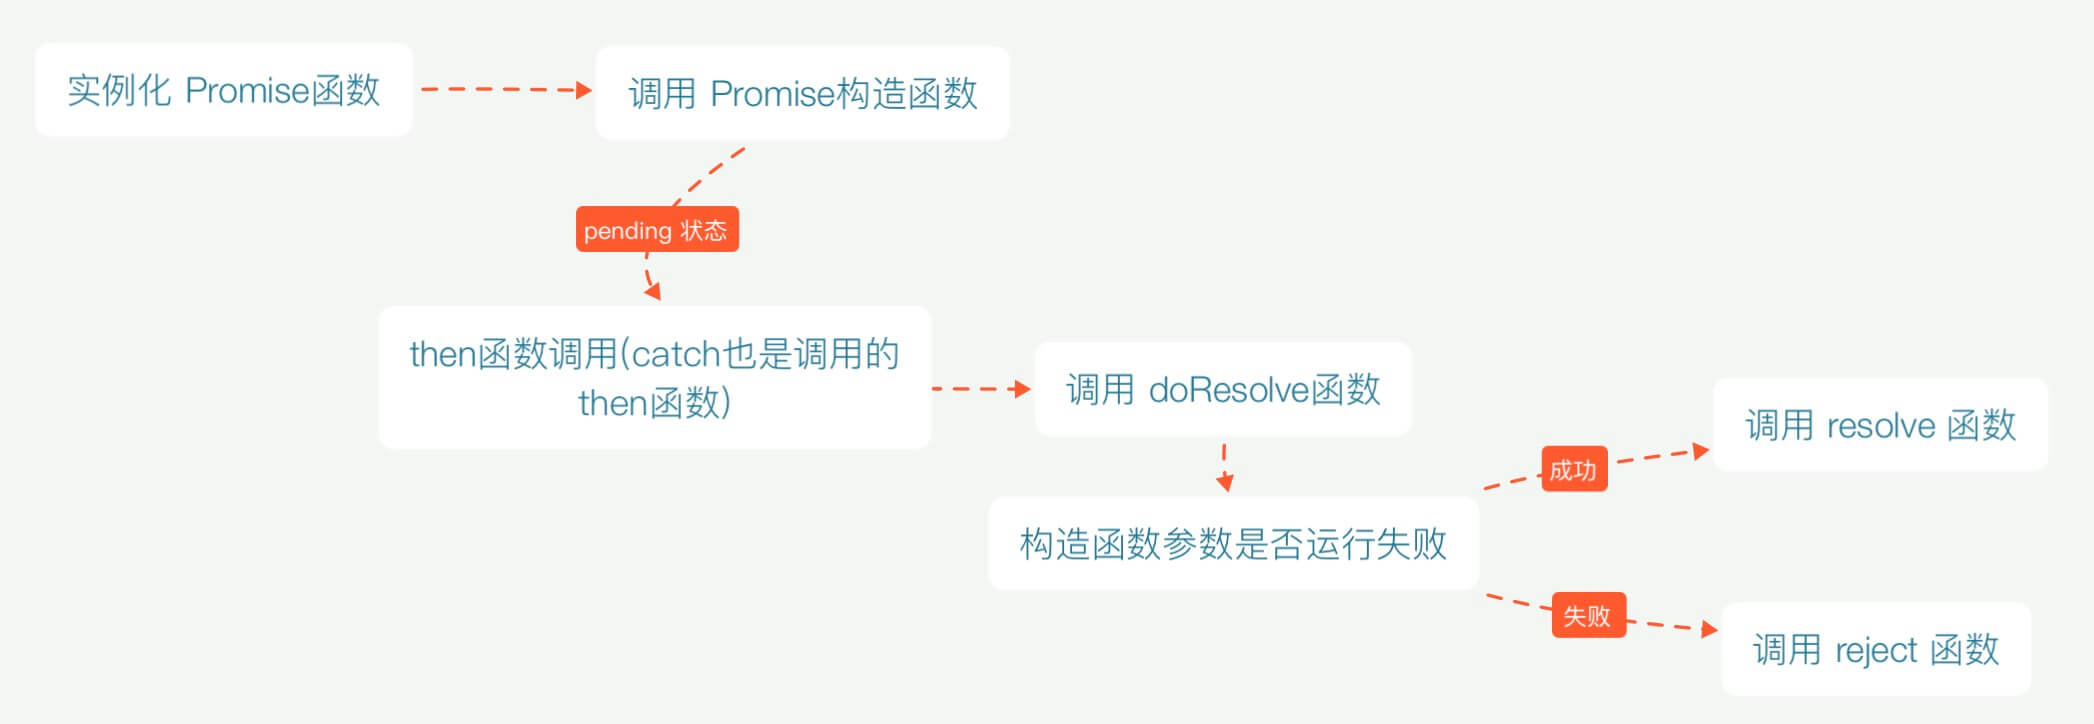 实例化 Promise函数
调用 Promise构造函数
pending 状态
then函数调用(catch也是调用的
then函数)
调用 doResolve函数
构造函数参数是否运行失败
成功
调用 resolve 函数
失败
调用 reject 函数